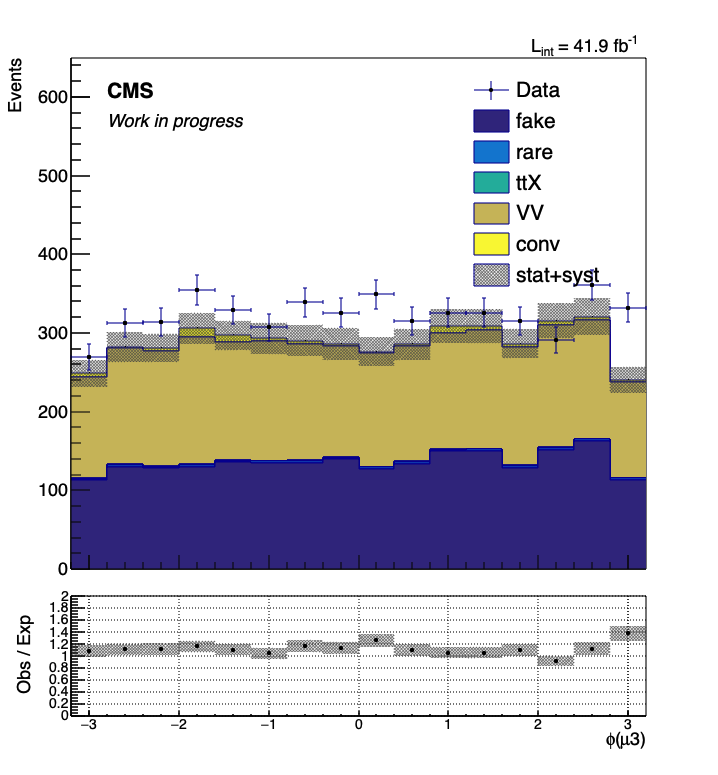 L_int = 41.9 fb⁻¹
Events
CMS
Work in progress
Data
fake
rare
ttX
VV
conv
stat+syst
600
500
400
300
200
100
0
Obs / Exp
2
1.8
1.6
1.4
1.2
1
0.8
0.6
0.4
0.2
0
−3 −2 −1 0 1 2 3
ϕ(μ3)